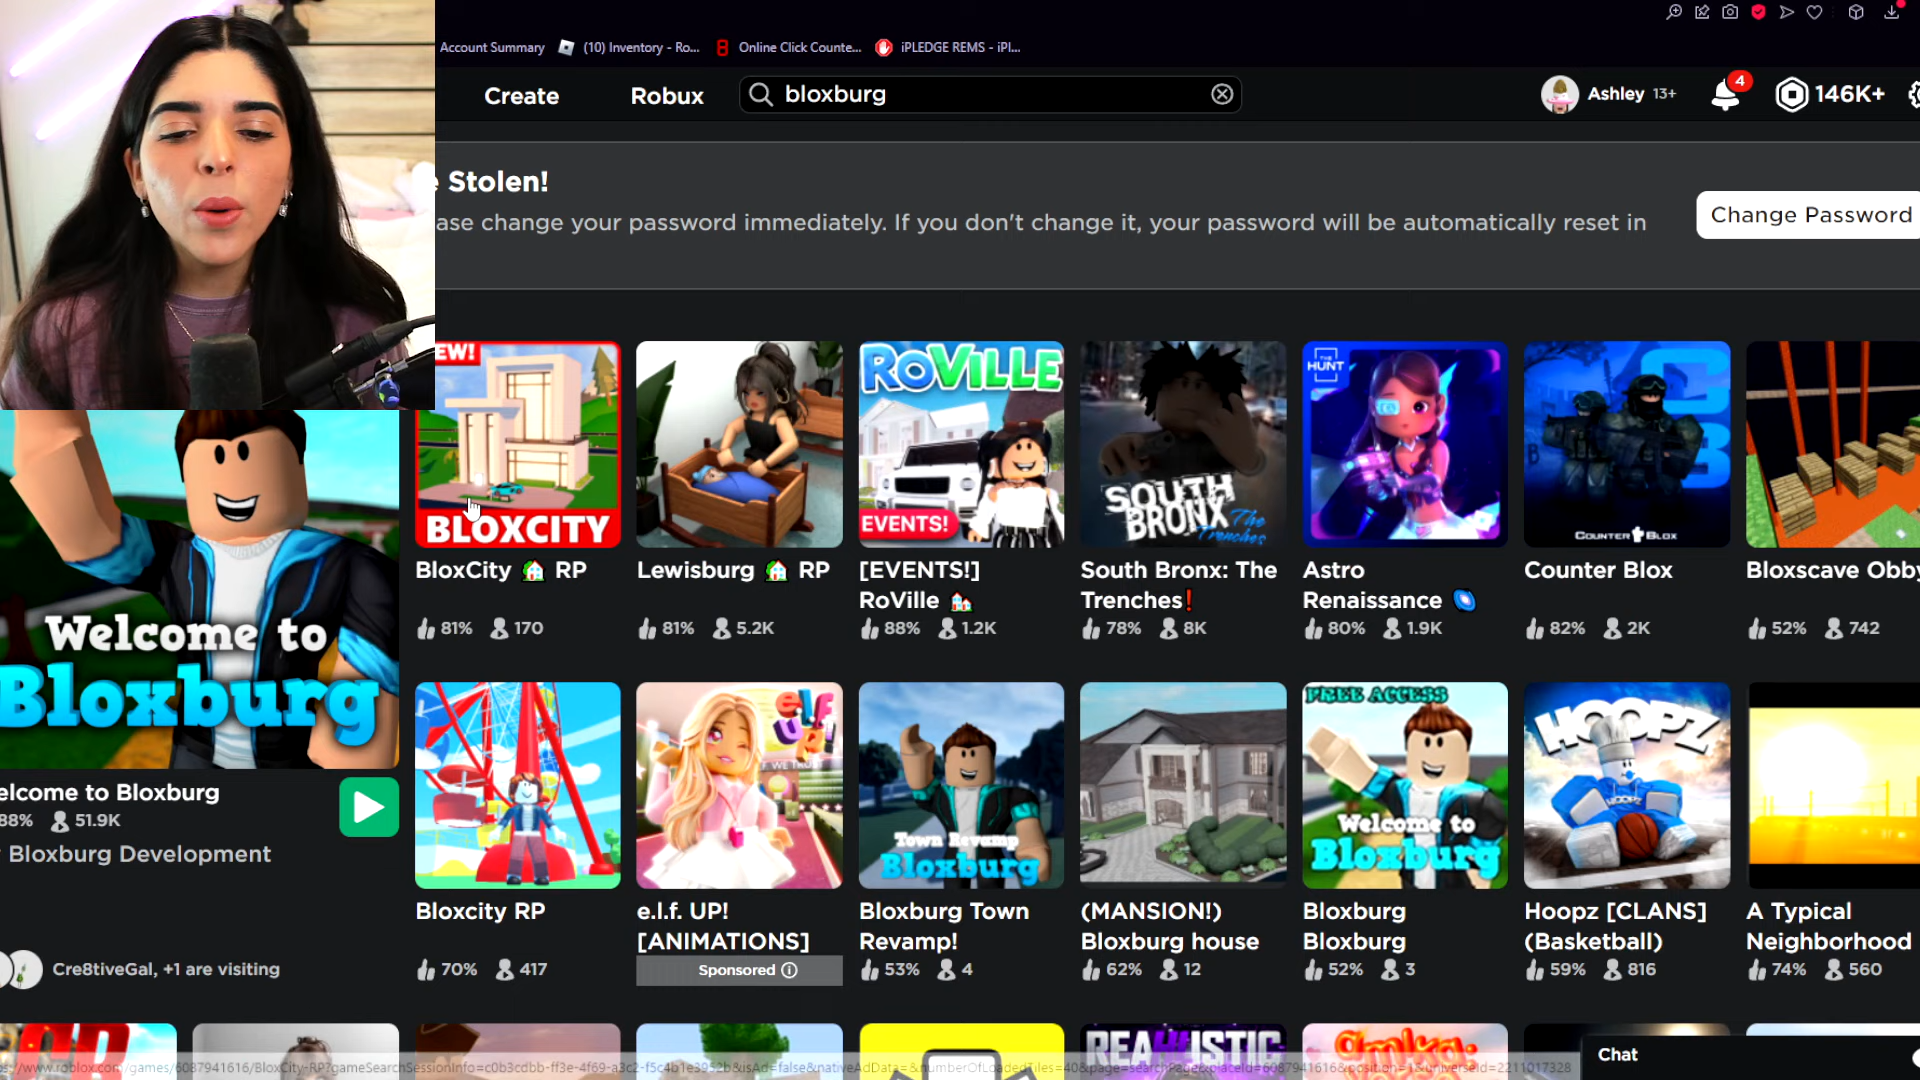 Account Summary
(10) Inventory - Ro...
8
Online Click Counte...
iPLEDGE REMS - iPl...
Create
Robux
bloxburg
Ashley 13+
4
146K+
e Stolen!
ase change your password immediately. If you don't change it, your password will be automatically reset in
Change Password
EW!
BLOXCITY
ROVILLE
EVENTS!
SOUTH
BRONX The
Trenches
THE
HUNT
COUNTER BLOX
BloxCity RP
81% 170
Lewisburg RP
81% 5.2K
[EVENTS!]
RoVille
88% 1.2K
South Bronx: The
Trenches❗
78% 8K
Astro
Renaissance
80% 1.9K
Counter Blox
82% 2K
Bloxscave Obby
52% 742
Welcome to
Bloxburg
elcome to Bloxburg
88% 51.9K
Bloxburg Development
Cre8tiveGal, +1 are visiting
elf
UP!
Town Revamp
Bloxburg
FREE ACCESS
Welcome to
Bloxburg
HOOPZ
HOOPZ
Bloxcity RP
70% 417
e.l.f. UP!
[ANIMATIONS]
Sponsored
Bloxburg Town
Revamp!
53% 4
(MANSION!)
Bloxburg house
62% 12
Bloxburg
Bloxburg
52% 3
Hoopz [CLANS]
(Basketball)
59% 816
A Typical
Neighborhood
74% 560
REALISTIC
Chat